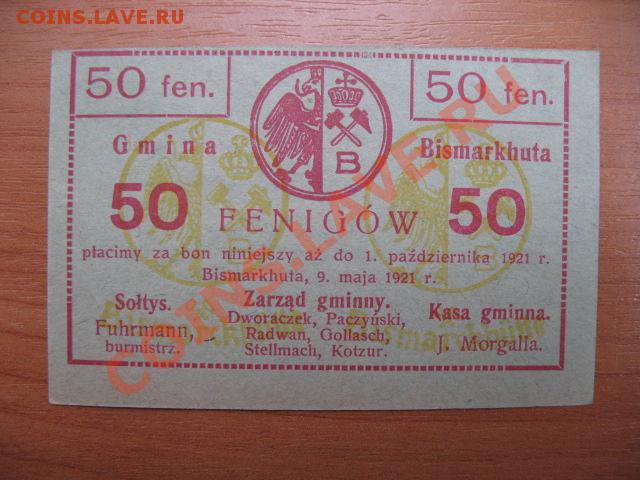 COINS.LAVE.RU
50 fen.
50 fen.
B
Gmina
Bismarkhuta
50 FENIGÓW 50
płacimy za bon niniejszy aż do 1. października 1921 r.
Bismarkhuta, 9. maja 1921 r.
Sołtys.
Fuhrmann,
burmistrz.
Zarząd gminny.
Dworaczek, Paczyński,
Radwan, Gollasch,
Stellmach, Kotzur.
Kasa gminna.
J. Morgalla.
COINS.LAVE.RU